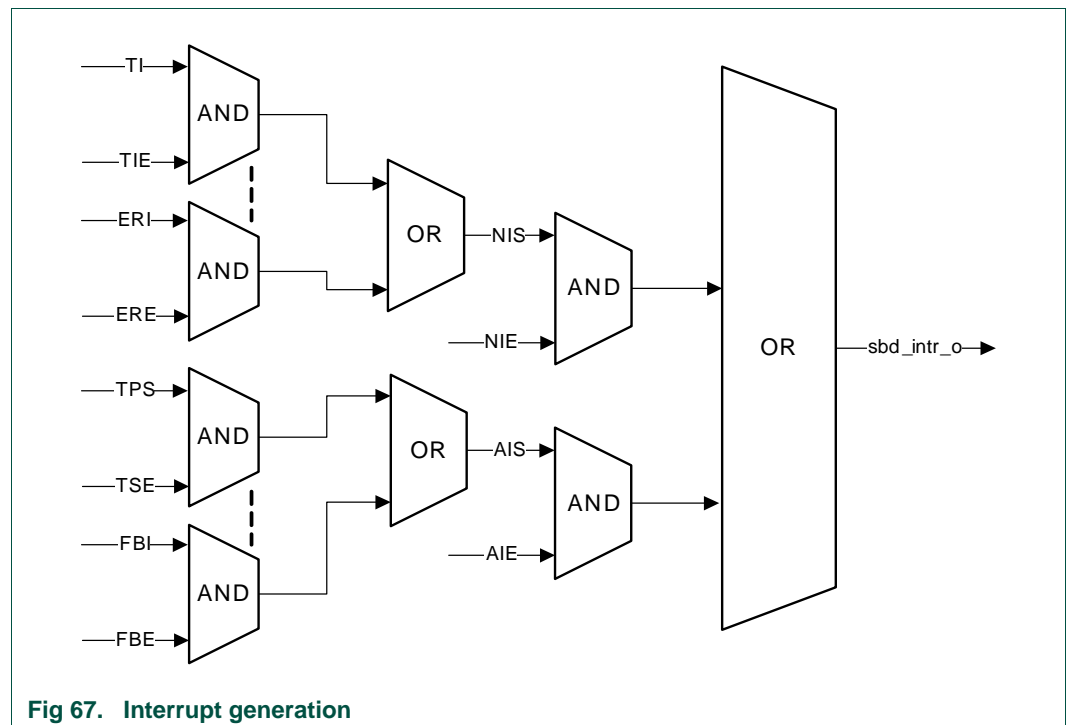 TI
AND
TIE
ERI
AND
ERE
OR
NIS
AND
NIE
TPS
AND
TSE
FBI
AND
FBE
OR
AIS
AND
AIE
OR
sbd_intr_o
Fig 67. Interrupt generation